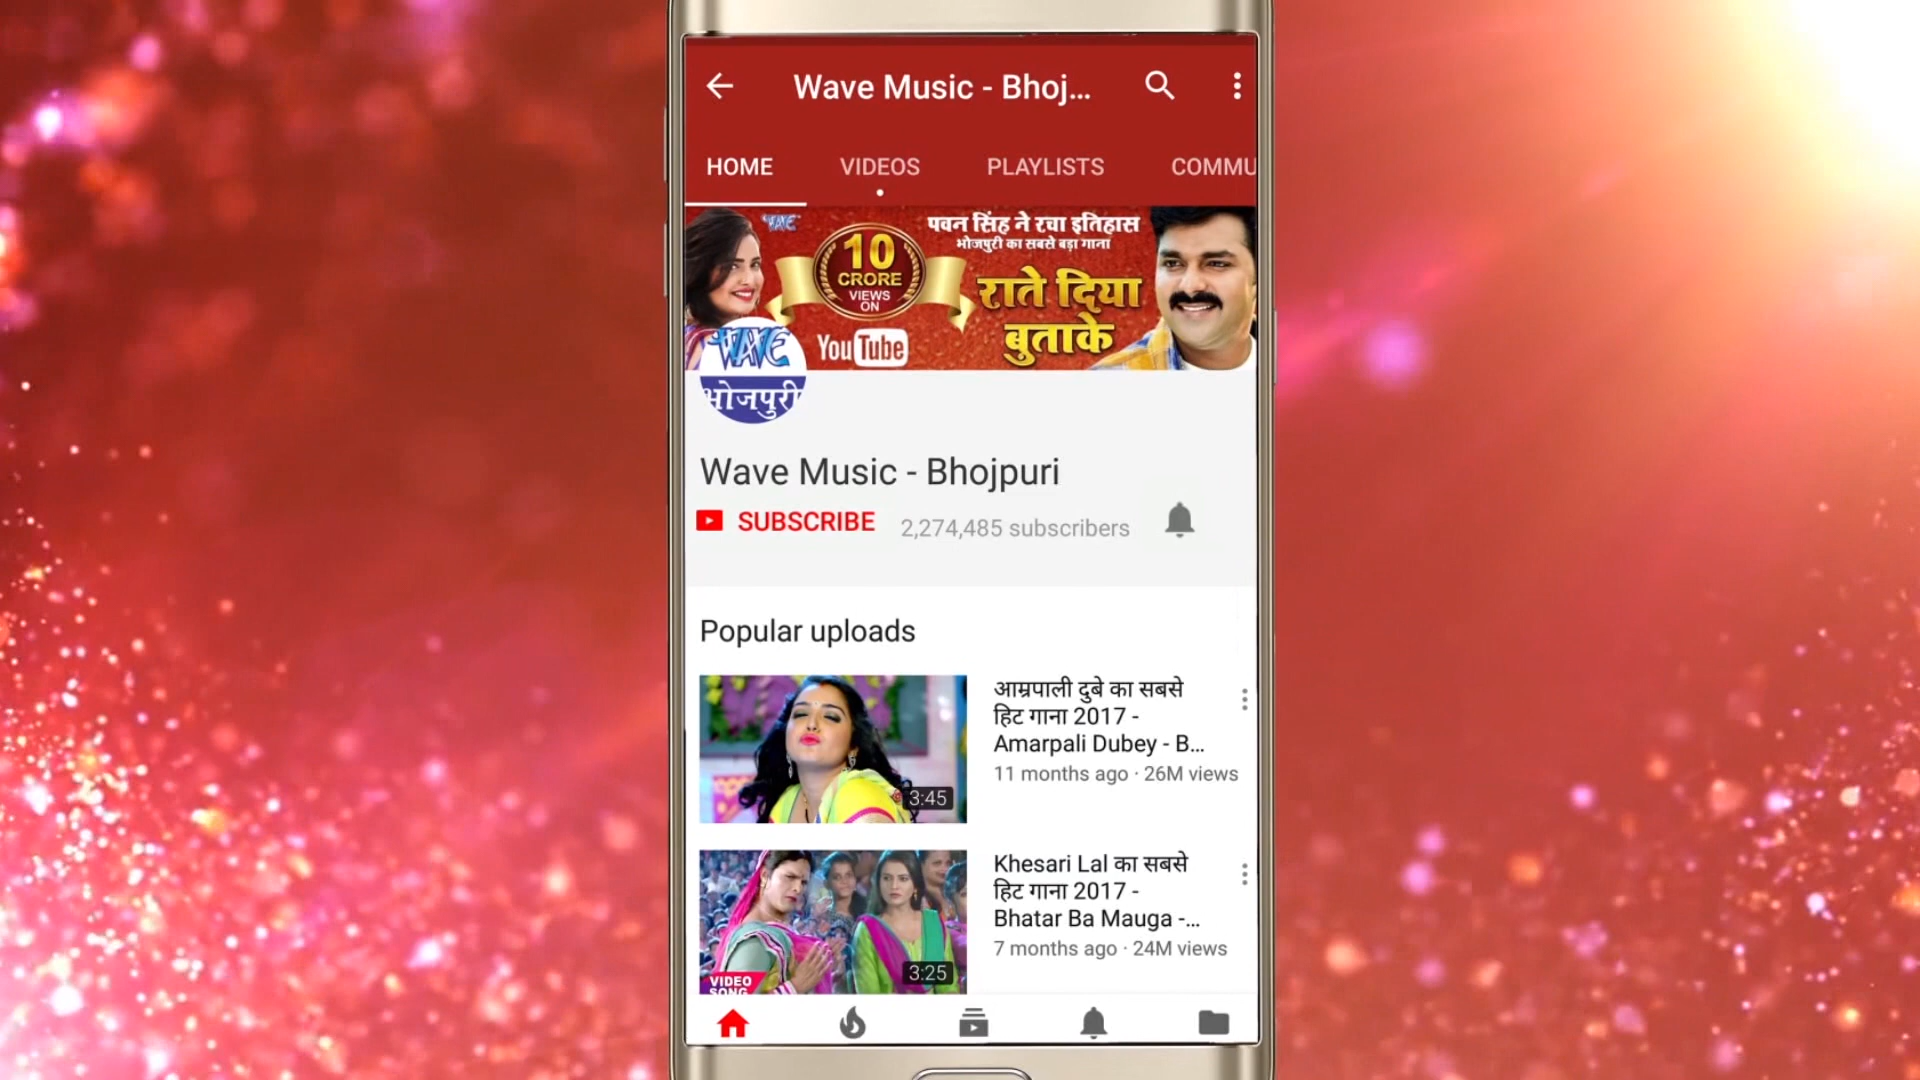 Wave Music - Bhoj...
HOME VIDEOS PLAYLISTS COMMU
WAVE
पवन सिंह ने रचा इतिहास
भोजपुरी का सबसे बड़ा गाना
10
CRORE
VIEWS
ON
YouTube
राते दिया
बुताके
WAVE
भोजपुरी
Wave Music - Bhojpuri
SUBSCRIBE 2,274,485 subscribers
Popular uploads
आम्रपाली दुबे का सबसे
हिट गाना 2017 -
Amarpali Dubey - B...
11 months ago · 26M views
3:45
Khesari Lal का सबसे
हिट गाना 2017 -
Bhatar Ba Mauga -...
7 months ago · 24M views
3:25
VIDEO
SONG